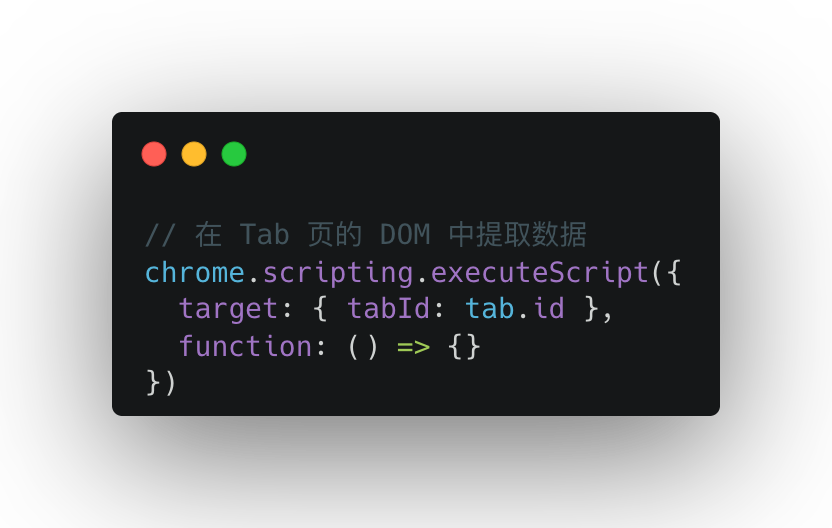 // 在 Tab 页的 DOM 中提取数据
chrome.scripting.executeScript({
  target: { tabId: tab.id },
  function: () => {}
})